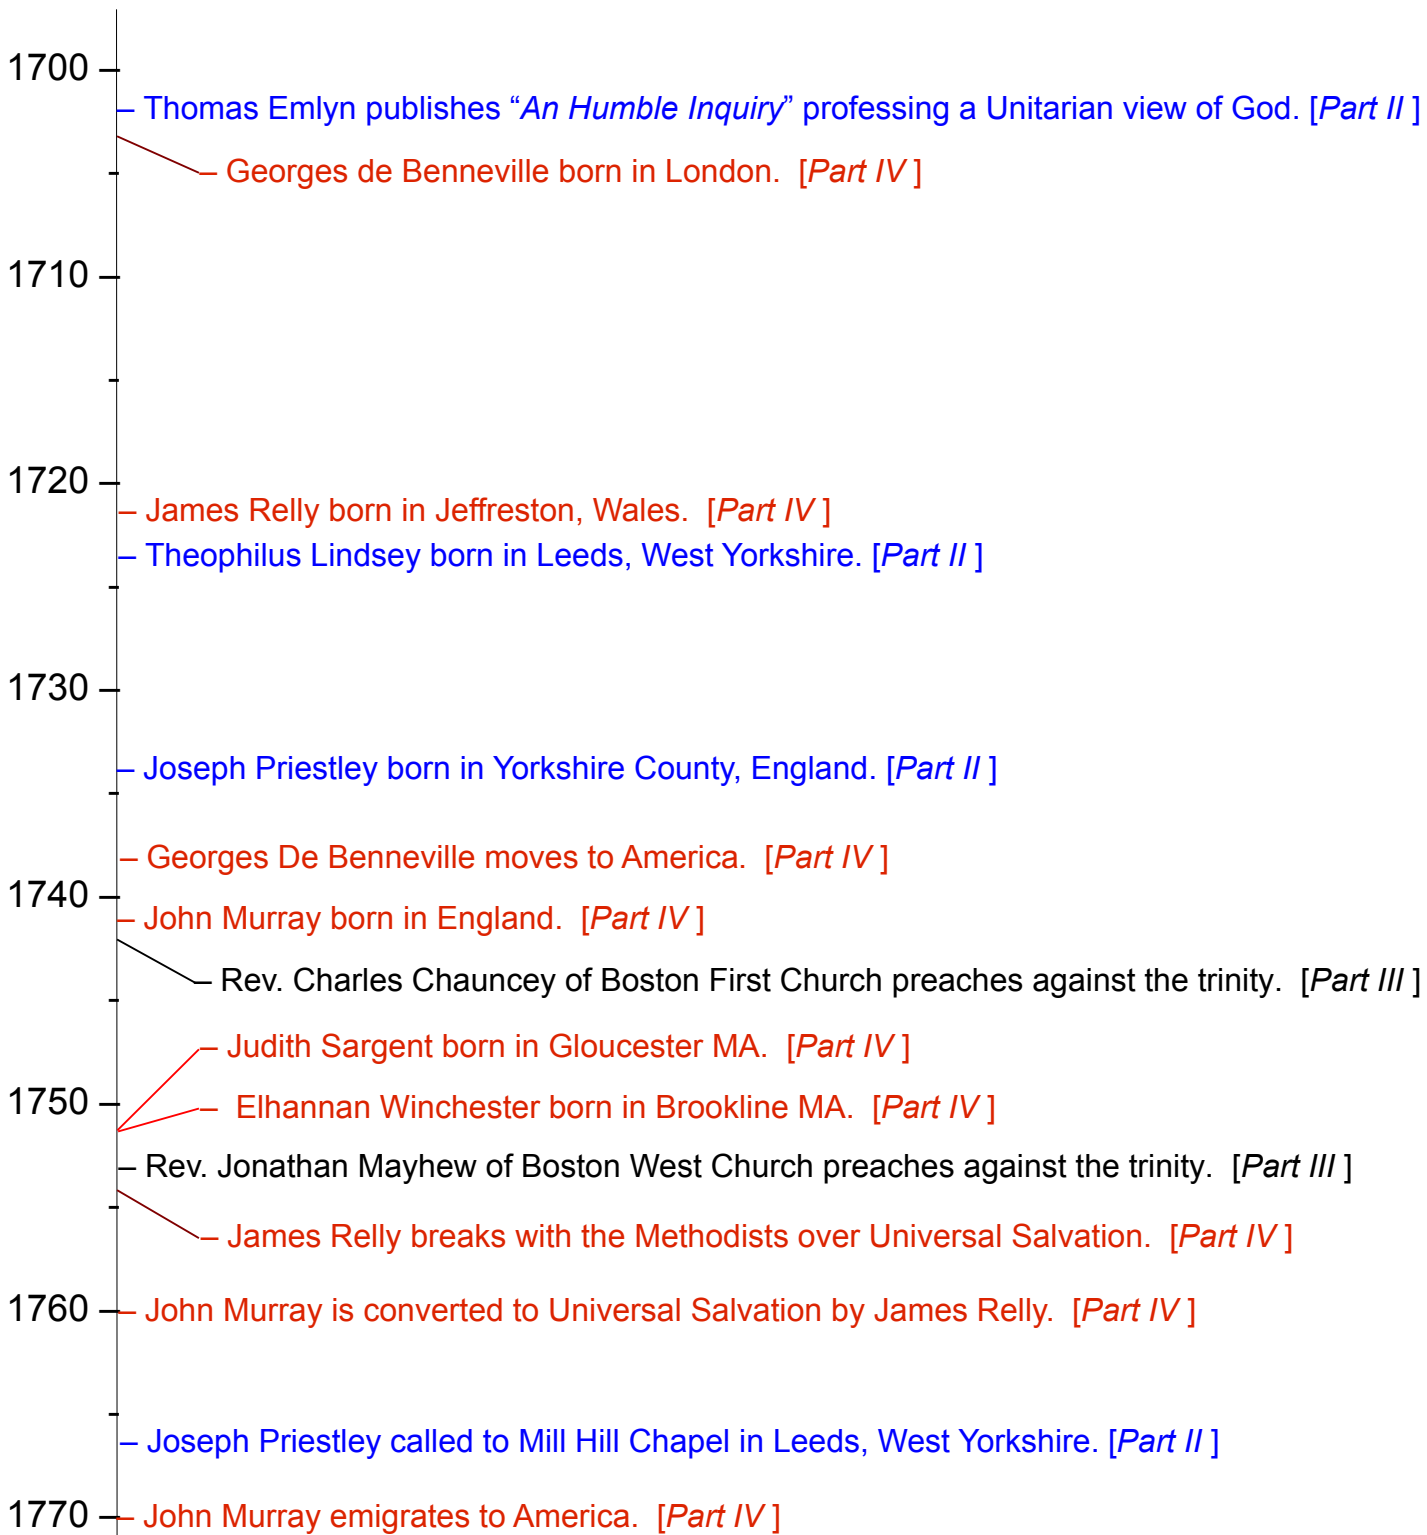 1700
– Thomas Emlyn publishes “An Humble Inquiry” professing a Unitarian view of God. [Part II ]
– Georges de Benneville born in London. [Part IV ]
1710
1720
– James Relly born in Jeffreston, Wales. [Part IV ]
– Theophilus Lindsey born in Leeds, West Yorkshire. [Part II ]
1730
– Joseph Priestley born in Yorkshire County, England. [Part II ]
– Georges De Benneville moves to America. [Part IV ]
1740
– John Murray born in England. [Part IV ]
– Rev. Charles Chauncey of Boston First Church preaches against the trinity. [Part III ]
– Judith Sargent born in Gloucester MA. [Part IV ]
1750
– Elhannan Winchester born in Brookline MA. [Part IV ]
– Rev. Jonathan Mayhew of Boston West Church preaches against the trinity. [Part III ]
– James Relly breaks with the Methodists over Universal Salvation. [Part IV ]
1760
– John Murray is converted to Universal Salvation by James Relly. [Part IV ]
– Joseph Priestley called to Mill Hill Chapel in Leeds, West Yorkshire. [Part II ]
1770
– John Murray emigrates to America. [Part IV ]